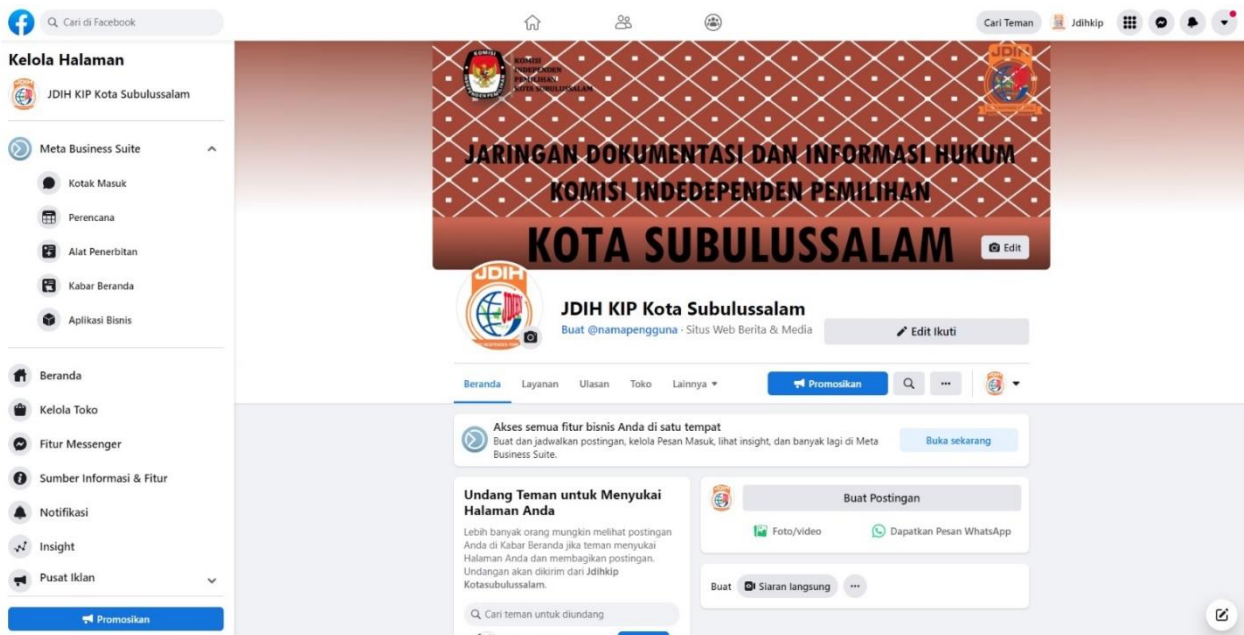 Cari di Facebook
Cari Teman
Jdihkip
Kelola Halaman
JDIH KIP Kota Subulussalam
Meta Business Suite
Kotak Masuk
Perencana
Alat Penerbitan
Kabar Beranda
Aplikasi Bisnis
Beranda
Kelola Toko
Fitur Messenger
Sumber Informasi & Fitur
Notifikasi
Insight
Pusat Iklan
Promosikan
KOMISI
INDEPENDEN
PEMILIHAN
KOTA SUBULUSSALAM
JDIH
JARINGAN DOKUMENTASI DAN INFORMASI HUKUM
KOMISI INDEDEPENDEN PEMILIHAN
KOTA SUBULUSSALAM
Edit
JDIH
JDIH KIP Kota Subulussalam
Buat @namapengguna · Situs Web Berita & Media
Edit Ikuti
Beranda Layanan Ulasan Toko Lainnya
Promosikan
Akses semua fitur bisnis Anda di satu tempat
Buat dan jadwalkan postingan, kelola Pesan Masuk, lihat insight, dan banyak lagi di Meta
Business Suite.
Buka sekarang
Undang Teman untuk Menyukai
Halaman Anda
Lebih banyak orang mungkin melihat postingan
Anda di Kabar Beranda jika teman menyukai
Halaman Anda dan membagikan postingan.
Undangan akan dikirim dari Jdihkip
Kotasubulussalam.
Cari teman untuk diundang
Buat Postingan
Foto/video
Dapatkan Pesan WhatsApp
Buat Siaran langsung